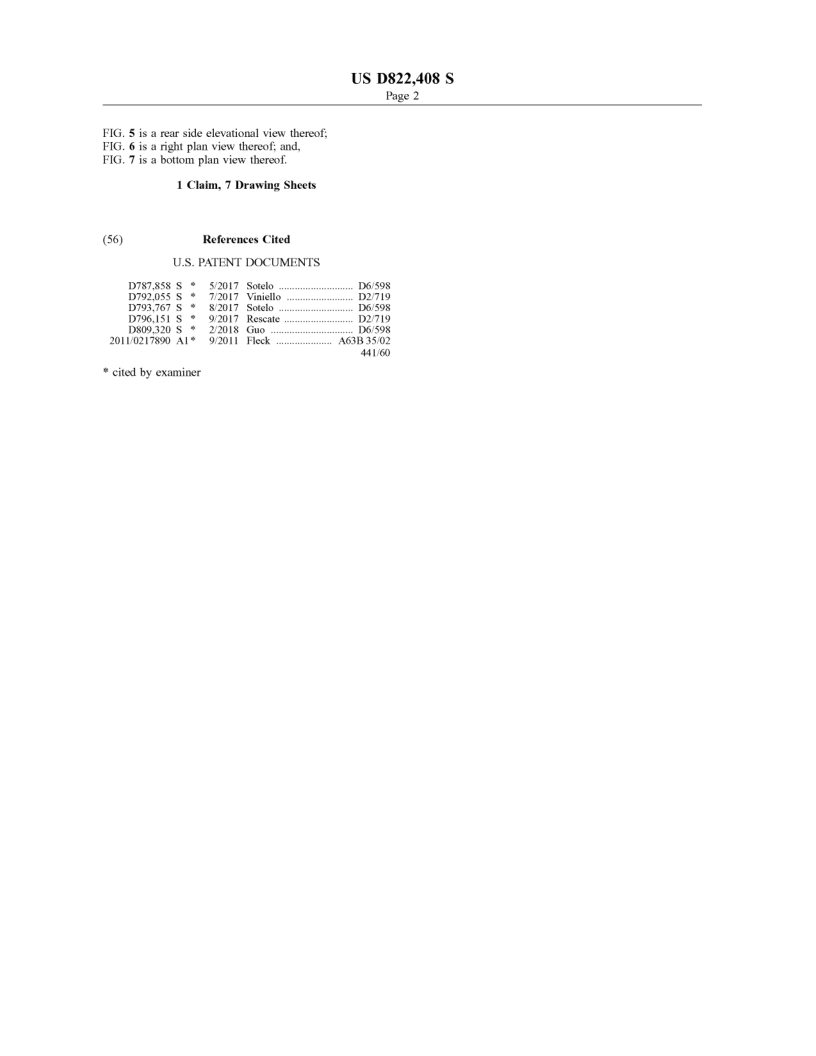 US D822,408 S
Page 2
FIG. 5 is a rear side elevational view thereof;
FIG. 6 is a right plan view thereof; and,
FIG. 7 is a bottom plan view thereof.
1 Claim, 7 Drawing Sheets
(56) References Cited
U.S. PATENT DOCUMENTS
D787,858 S * 5/2017 Sotelo ........................... D6/598
D792,055 S * 7/2017 Viniello ........................ D2/719
D793,767 S * 8/2017 Sotelo ........................... D6/598
D796,151 S * 9/2017 Rescate ......................... D2/719
D809,320 S * 2/2018 Guo .............................. D6/598
2011/0217890 A1* 9/2011 Fleck .................... A63B 35/02
441/60
* cited by examiner